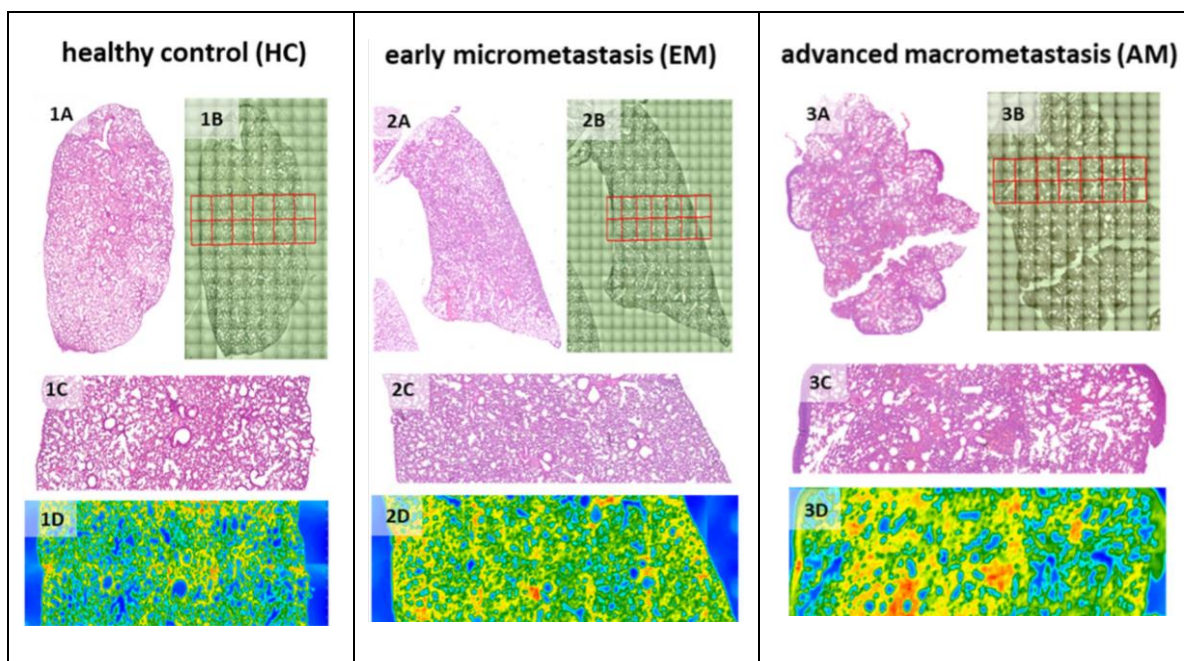 healthy control (HC)
1A
1B
1C
1D
early micrometastasis (EM)
2A
2B
2C
2D
advanced macrometastasis (AM)
3A
3B
3C
3D